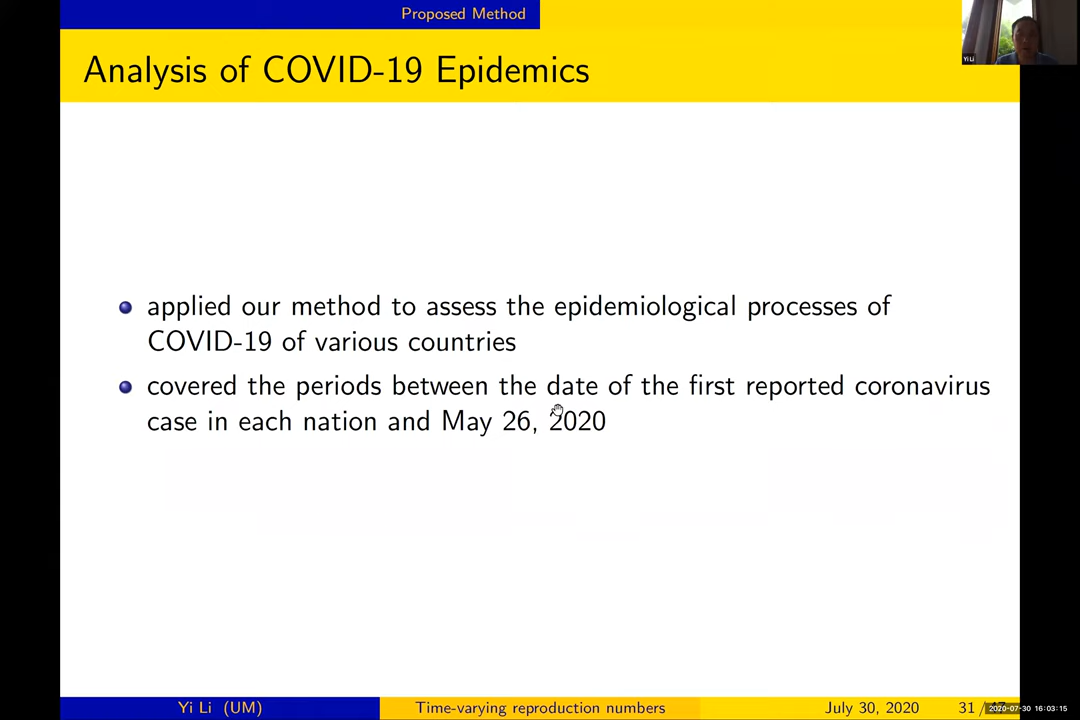 Proposed Method
Analysis of COVID-19 Epidemics
Yi Li
applied our method to assess the epidemiological processes of
COVID-19 of various countries
covered the periods between the date of the first reported coronavirus
case in each nation and May 26, 2020
Yi Li (UM)
Time-varying reproduction numbers
July 30, 2020
31 /
2020-07-30 16:03:15